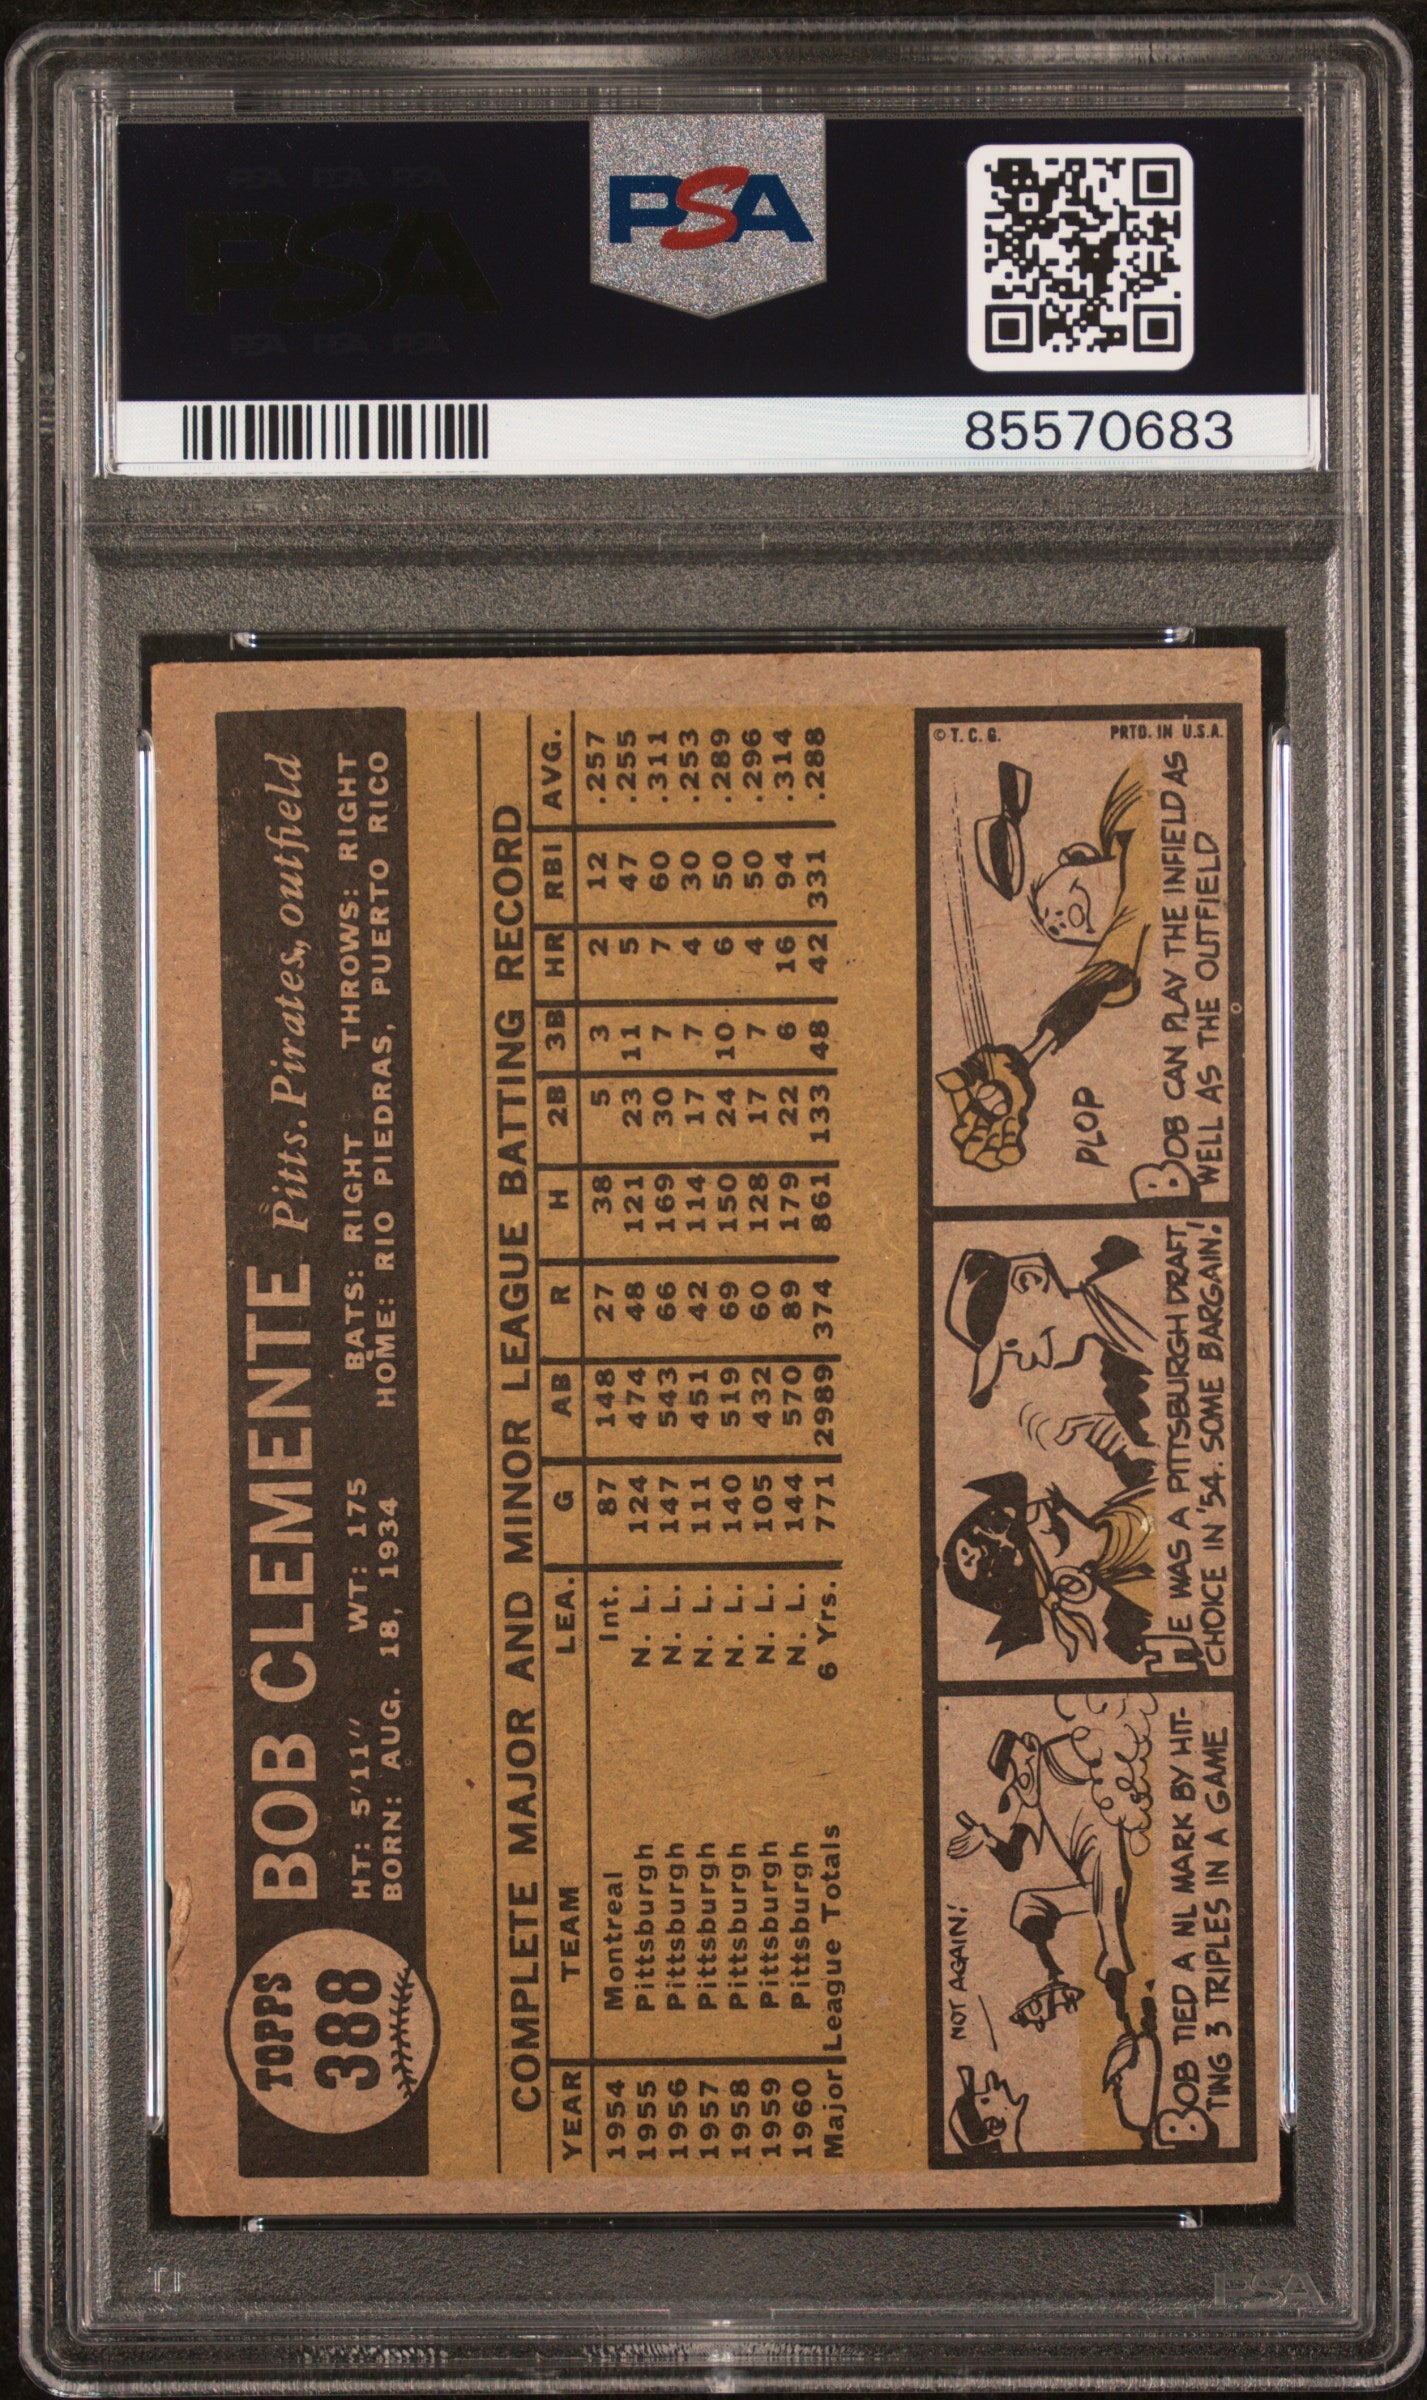 PSA PSA PSA
PSA
PSA PSA PSA
PSA
85570683
TOPPS
388
BOB CLEMENTE Pitts. Pirates, outfield
HT: 5'11" WT: 175 BATS: RIGHT THROWS: RIGHT
BORN: AUG. 18, 1934 HOME: RIO PIEDRAS, PUERTO RICO
COMPLETE MAJOR AND MINOR LEAGUE BATTING RECORD
YEAR TEAM LEA. G AB R H 2B 3B HR RBI AVG.
1954 Montreal Int. 87 148 27 38 5 3 2 12 .257
1955 Pittsburgh N. L. 124 474 48 121 23 11 5 47 .255
1956 Pittsburgh N. L. 147 543 66 169 30 7 7 60 .311
1957 Pittsburgh N. L. 111 451 42 114 17 7 4 30 .253
1958 Pittsburgh N. L. 140 519 69 150 24 10 6 50 .289
1959 Pittsburgh N. L. 105 432 60 128 17 7 4 50 .296
1960 Pittsburgh N. L. 144 570 89 179 22 6 16 94 .314
Major League Totals 6 Yrs. 771 2989 374 861 133 48 42 331 .288
NOT AGAIN!
BOB TIED A NL MARK BY HIT-
TING 3 TRIPLES IN A GAME
HE WAS A PITTSBURGH DRAFT
CHOICE IN '54. SOME BARGAIN!
© T. C. G.
PLOP
BOB CAN PLAY THE INFIELD AS
WELL AS THE OUTFIELD
PRTD. IN U.S.A.
PSA